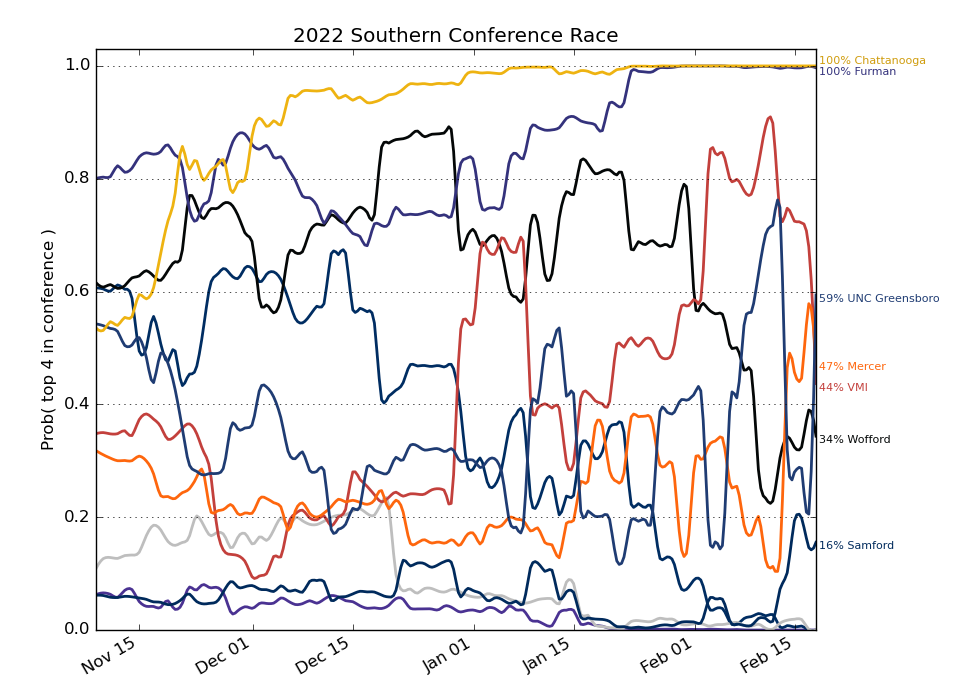 2022 Southern Conference Race
Prob( top 4 in conference )
1.0
0.8
0.6
0.4
0.2
0.0
Nov 15
Dec 01
Dec 15
Jan 01
Jan 15
Feb 01
Feb 15
100% Chattanooga
100% Furman
59% UNC Greensboro
47% Mercer
44% VMI
34% Wofford
16% Samford